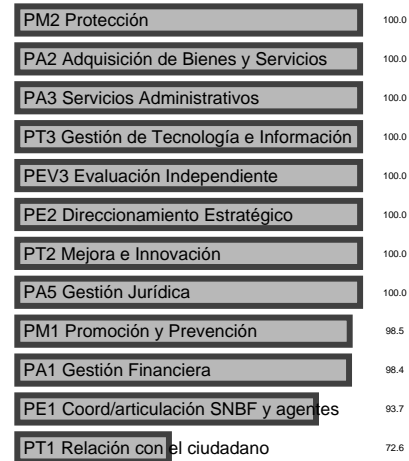 PM2 Protección 100.0
PA2 Adquisición de Bienes y Servicios 100.0
PA3 Servicios Administrativos 100.0
PT3 Gestión de Tecnología e Información 100.0
PEV3 Evaluación Independiente 100.0
PE2 Direccionamiento Estratégico 100.0
PT2 Mejora e Innovación 100.0
PA5 Gestión Jurídica 100.0
PM1 Promoción y Prevención 98.5
PA1 Gestión Financiera 98.4
PE1 Coord/articulación SNBF y agentes 93.7
PT1 Relación con el ciudadano 72.6